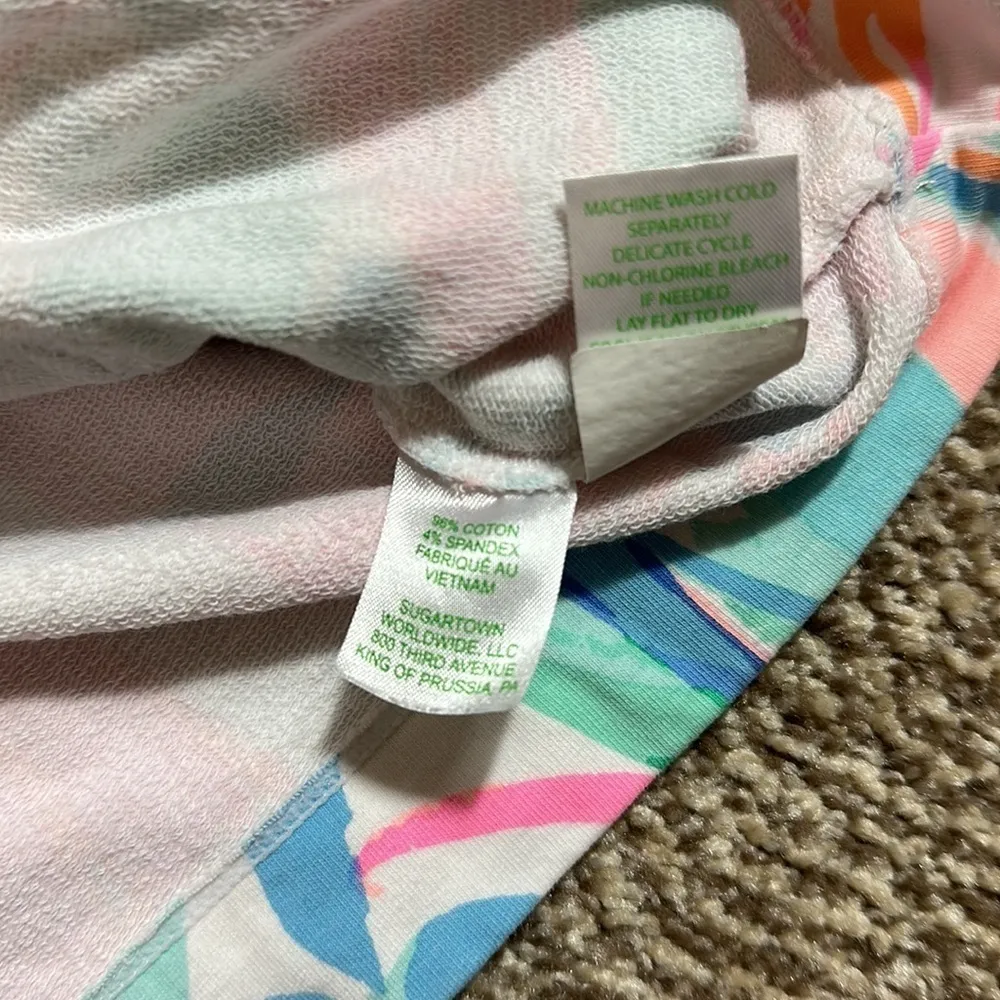 MACHINE WASH COLD
SEPARATELY
DELICATE CYCLE
NON-CHLORINE BLEACH
IF NEEDED
LAY FLAT TO DRY
96% COTON
4% SPANDEX
FABRIQUÉ AU
VIETNAM
SUGARTOWN
WORLDWIDE, LLC
800 THIRD AVENUE
KING OF PRUSSIA, PA